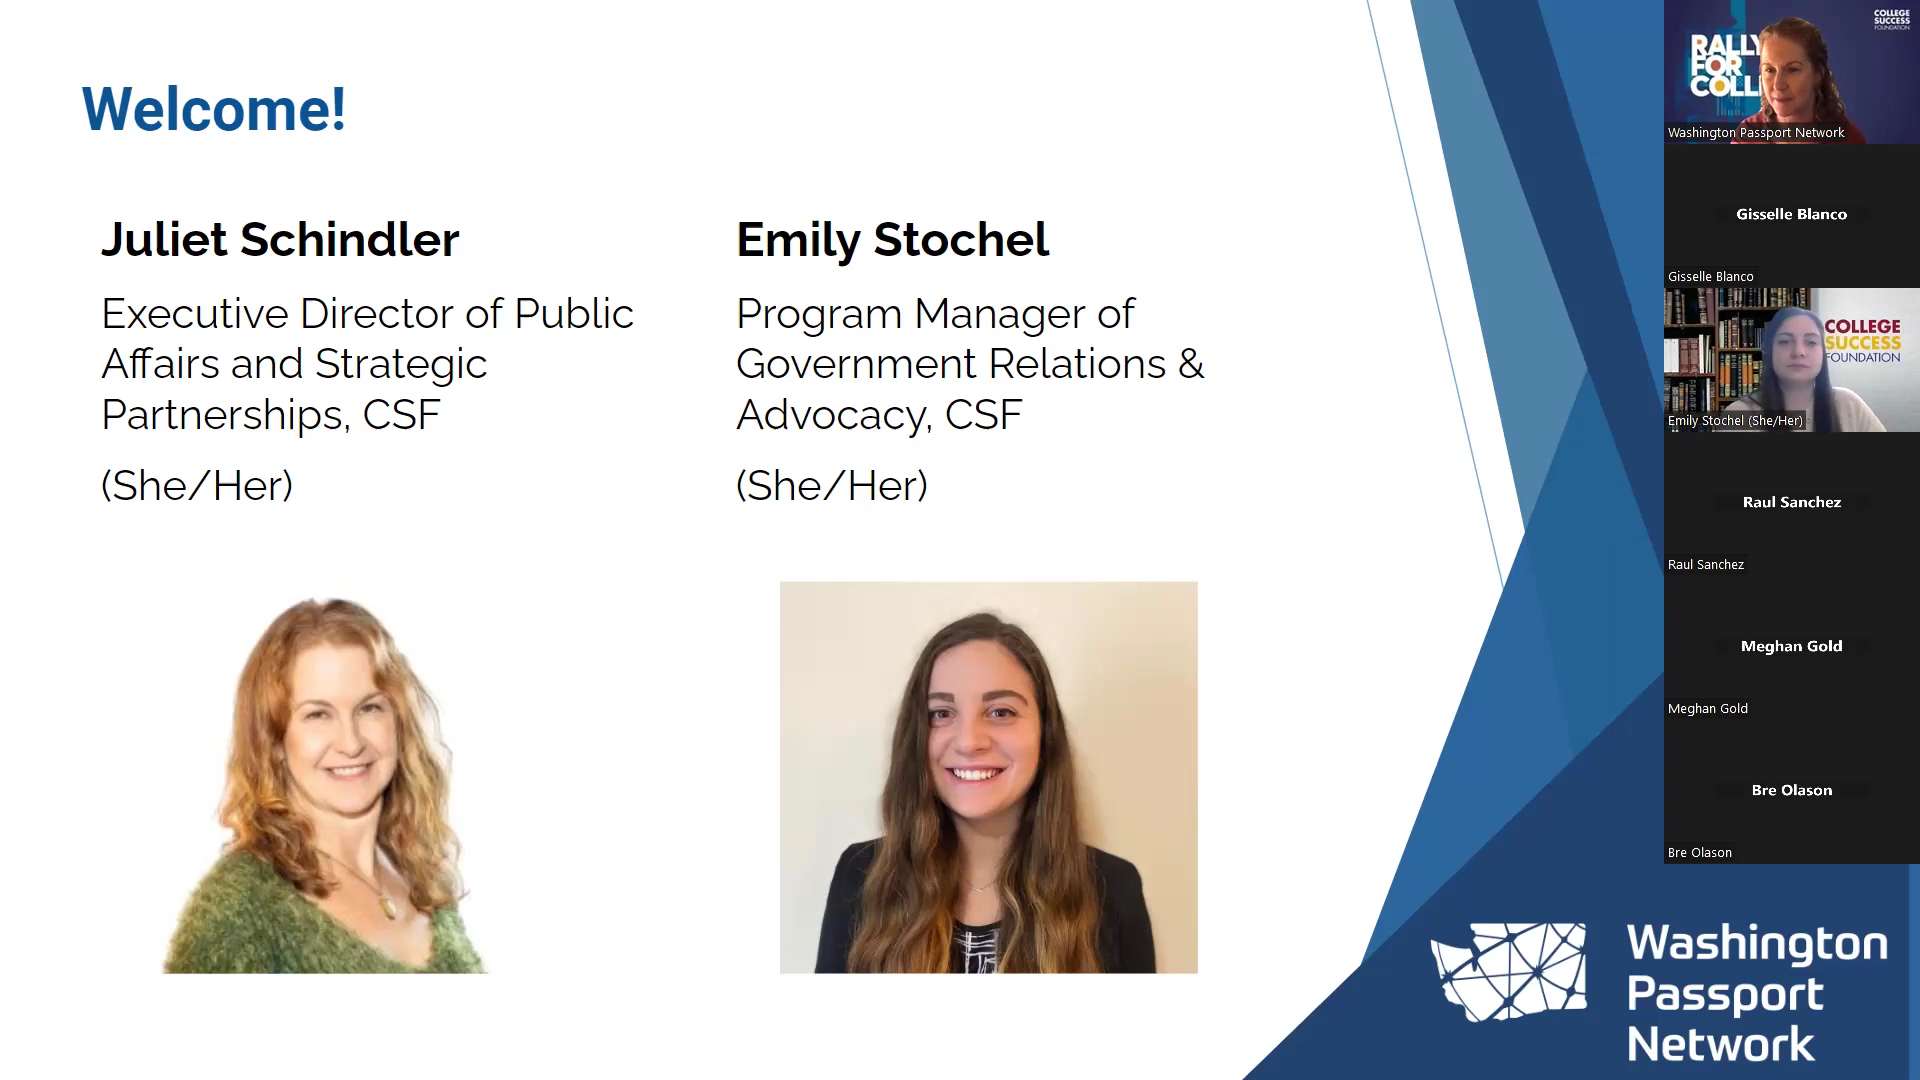 Welcome!
Juliet Schindler
Executive Director of Public
Affairs and Strategic
Partnerships, CSF
(She/Her)
Emily Stochel
Program Manager of
Government Relations &
Advocacy, CSF
(She/Her)
COLLEGE
SUCCESS
FOUNDATION
RALLY
FOR
COLL
Washington Passport Network
Gisselle Blanco
Gisselle Blanco
COLLEGE
SUCCESS
FOUNDATION
Emily Stochel (She/Her)
Raul Sanchez
Raul Sanchez
Meghan Gold
Meghan Gold
Bre Olason
Bre Olason
Washington
Passport
Network